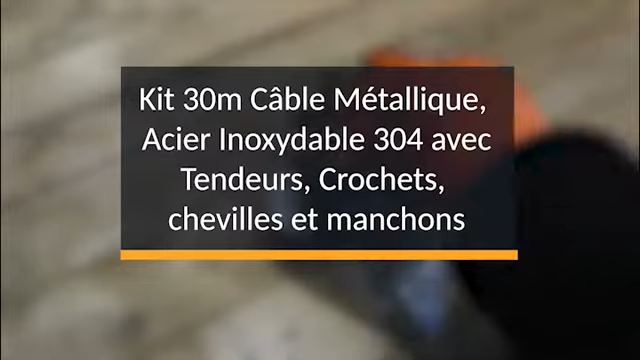 Kit 30m Câble Métallique,
Acier Inoxydable 304 avec
Tendeurs, Crochets,
chevilles et manchons